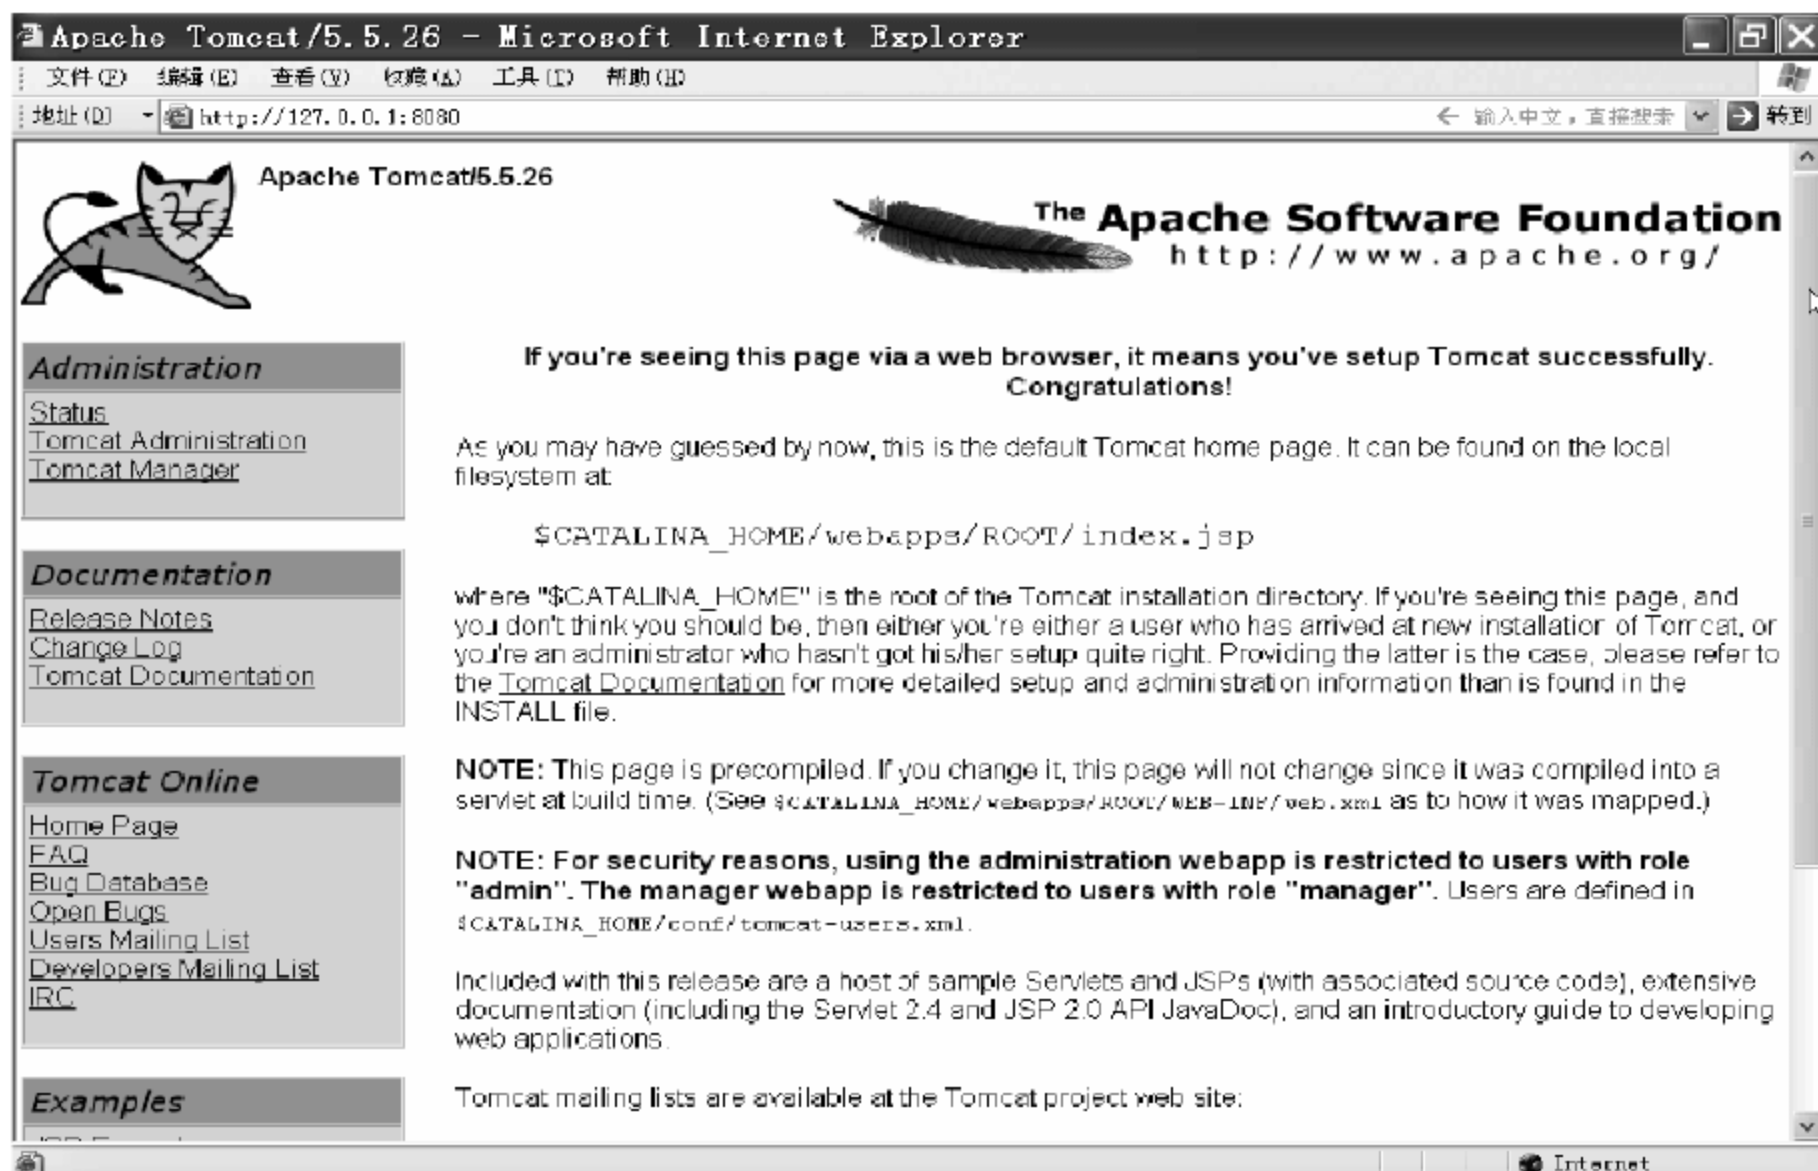 Apache Tomcat/5.5.26 - Microsoft Internet Explorer
文件(F) 编辑(E) 查看(V) 收藏(A) 工具(T) 帮助(H)
地址(D) http://127.0.0.1:8080 输入中文，直接搜索 转到
Apache Tomcat/5.5.26
The Apache Software Foundation
http://www.apache.org/
Administration
Status
Tomcat Administration
Tomcat Manager
Documentation
Release Notes
Change Log
Tomcat Documentation
Tomcat Online
Home Page
FAQ
Bug Database
Open Bugs
Users Mailing List
Developers Mailing List
IRC
Examples
If you're seeing this page via a web browser, it means you've setup Tomcat successfully.
Congratulations!
As you may have guessed by now, this is the default Tomcat home page. It can be found on the local
filesystem at:
$CATALINA_HOME/webapps/ROOT/index.jsp
where "$CATALINA_HOME" is the root of the Tomcat installation directory. If you're seeing this page, and
you don't think you should be, then either you're either a user who has arrived at new installation of Tomcat, or
you're an administrator who hasn't got his/her setup quite right. Providing the latter is the case, please refer to
the Tomcat Documentation for more detailed setup and administration information than is found in the
INSTALL file.
NOTE: This page is precompiled. If you change it, this page will not change since it was compiled into a
servlet at build time. (See $CATALINA_HOME/webapps/ROOT/WEB-INF/web.xml as to how it was mapped.)
NOTE: For security reasons, using the administration webapp is restricted to users with role
"admin". The manager webapp is restricted to users with role "manager". Users are defined in
$CATALINA_HOME/conf/tomcat-users.xml.
Included with this release are a host of sample Servlets and JSPs (with associated source code), extensive
documentation (including the Servlet 2.4 and JSP 2.0 API JavaDoc), and an introductory guide to developing
web applications.
Tomcat mailing lists are available at the Tomcat project web site:
Internet